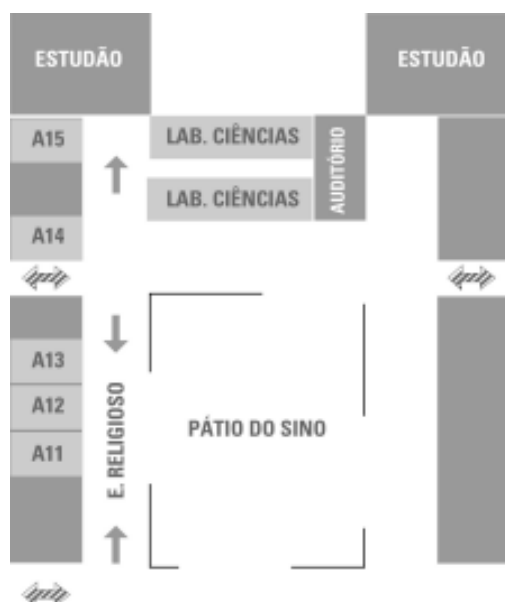 ESTUDÃO
ESTUDÃO
A15
LAB. CIÊNCIAS
AUDITÓRIO
LAB. CIÊNCIAS
A14
A13
A12
A11
E. RELIGIOSO
PÁTIO DO SINO